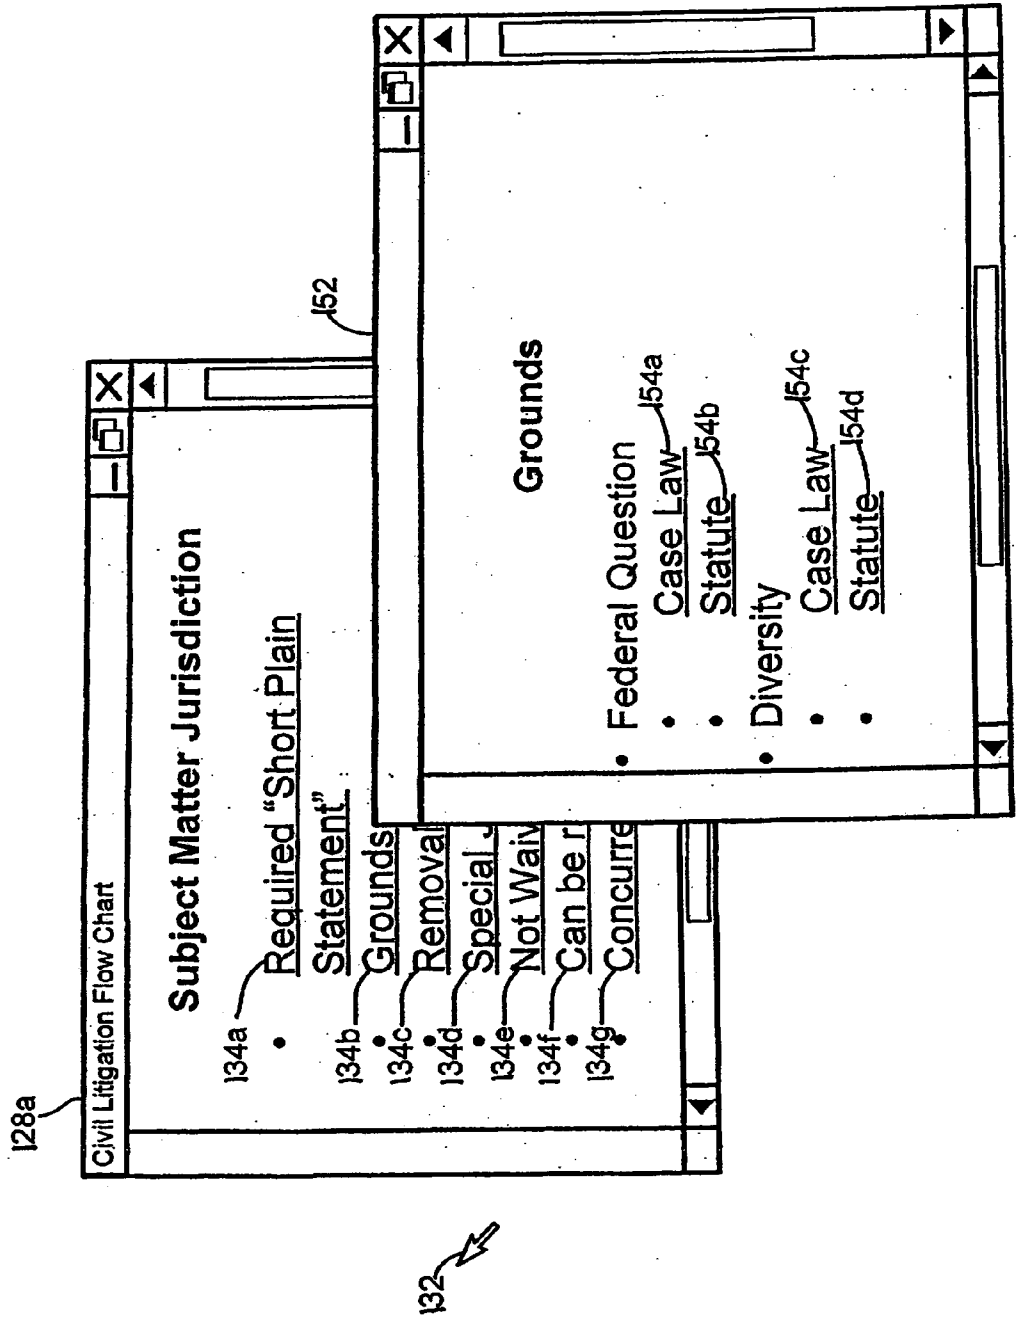 128a
Civil Litigation Flow Chart
Subject Matter Jurisdiction
134a
• Required “Short Plain
Statement”
134b
• Grounds
134c
• Removal
134d
• Special J
134e
• Not Waiv
134f
• Can be r
134g
• Concurre
132
152
Grounds
• Federal Question
• Case Law 154a
• Statute 154b
• Diversity
• Case Law 154c
• Statute 154d